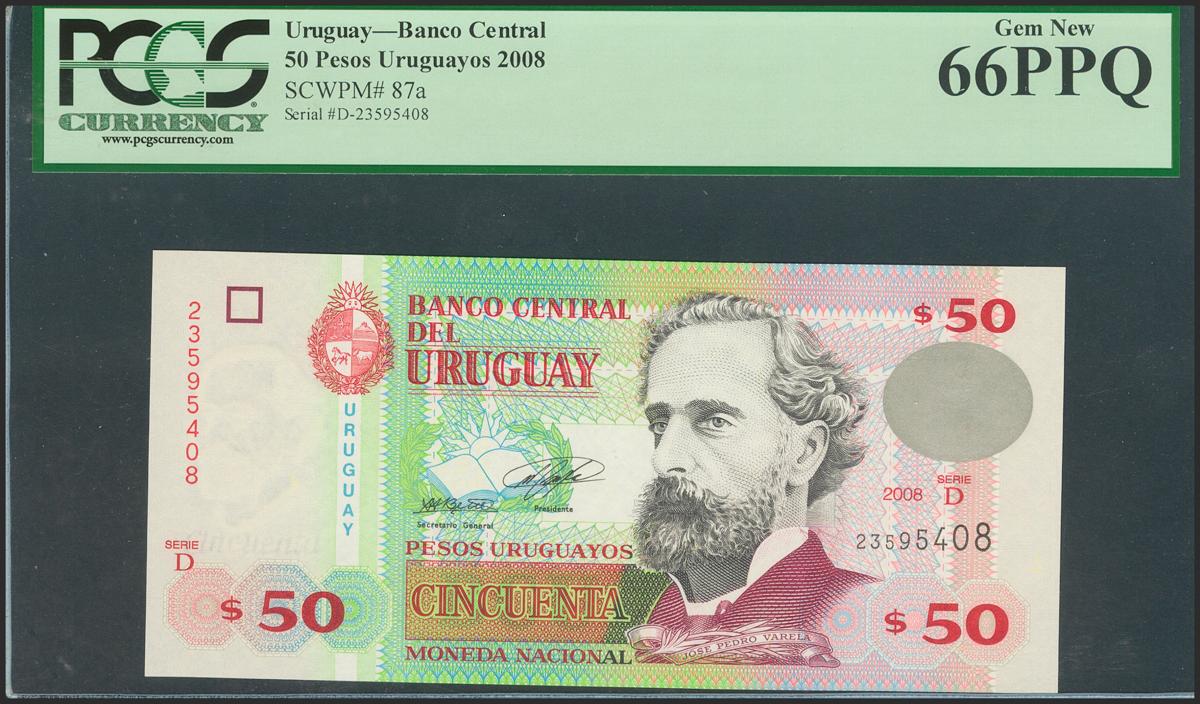 PCGS
CURRENCY
www.pcgscurrency.com
Uruguay—Banco Central
50 Pesos Uruguayos 2008
SCWPM# 87a
Serial #D-23595408
Gem New
66PPQ
23595408
URUGUAY
BANCO CENTRAL
DEL
URUGUAY
$ 50
Presidente
Secretario General
2008 SERIE D
23595408
SERIE
D
$ 50
PESOS URUGUAYOS
CINCUENTA
MONEDA NACIONAL
JOSE PEDRO VARELA
$ 50